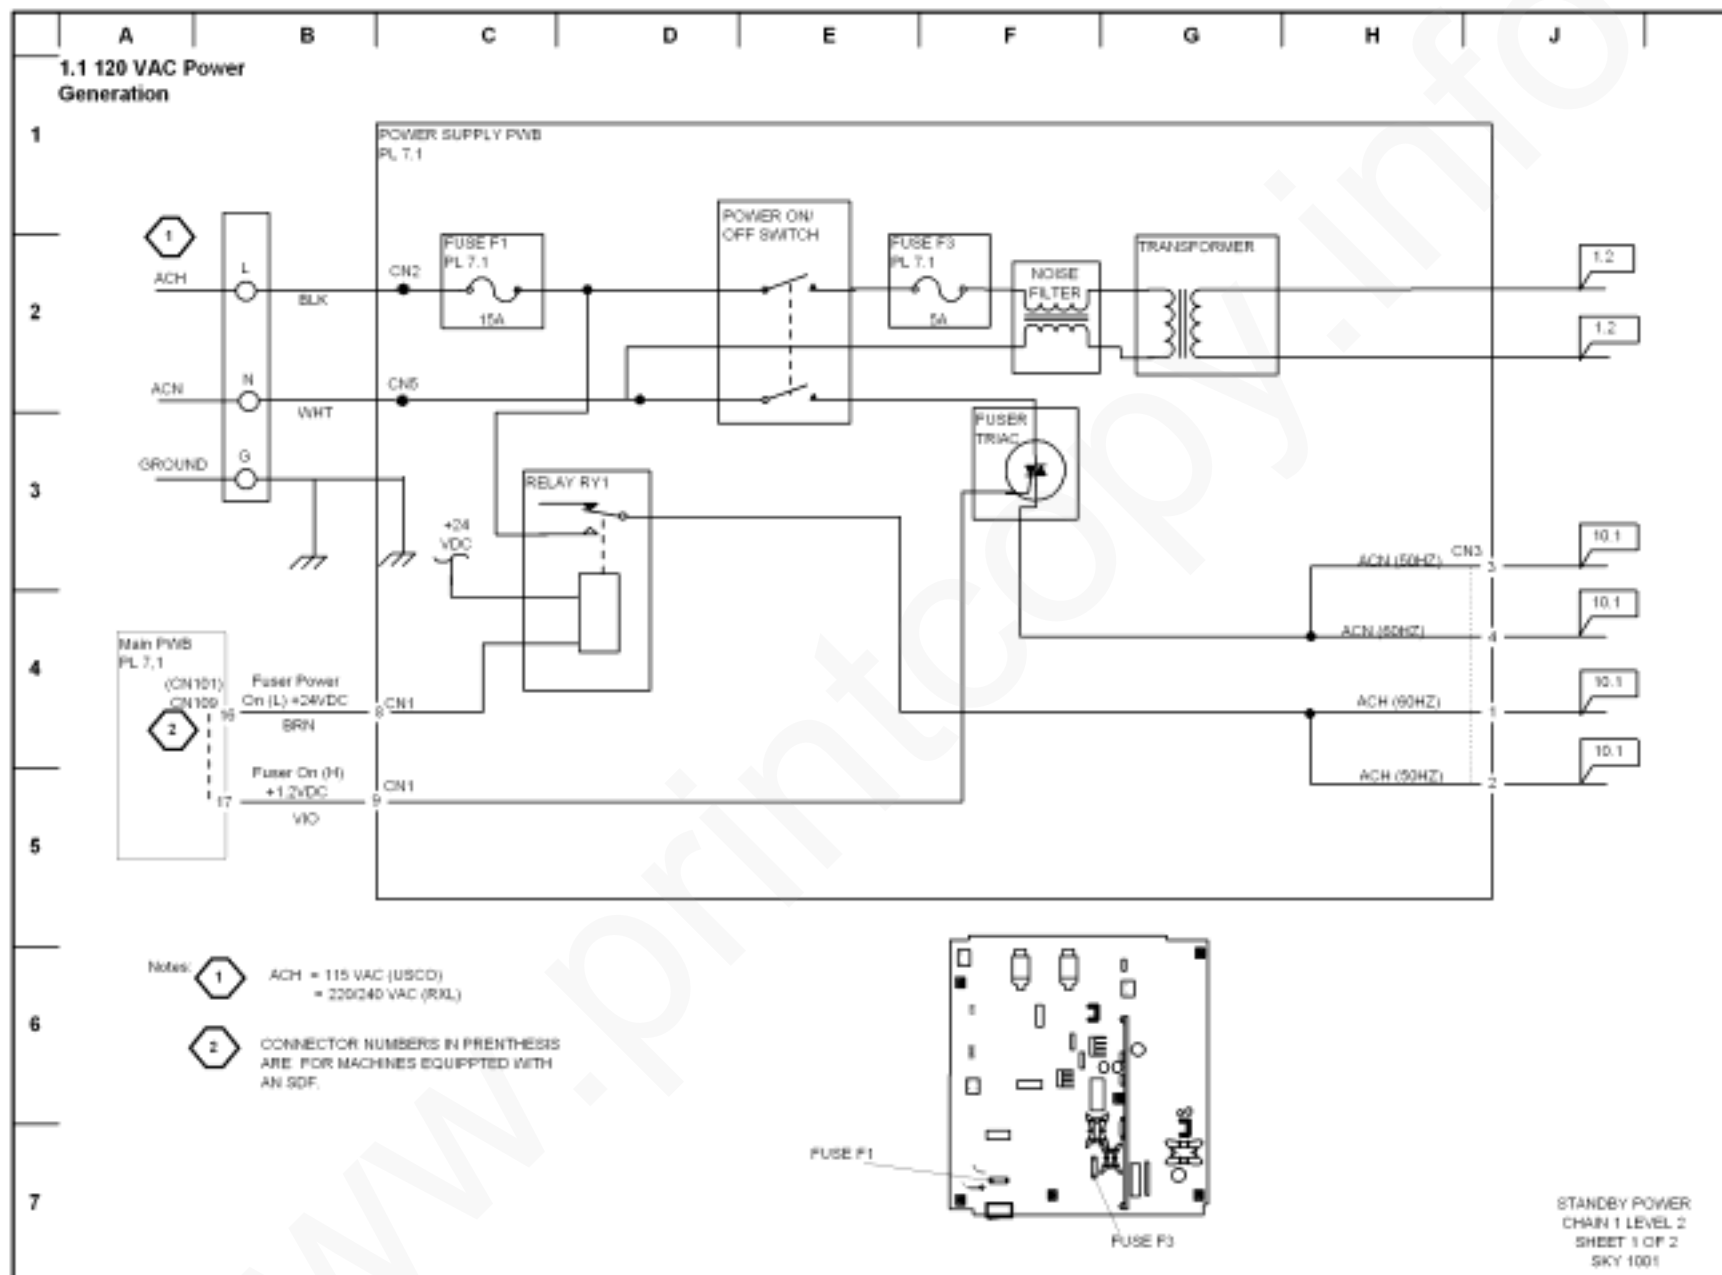 A B C D E F G H J
1.1 120 VAC Power
Generation
1
POWER SUPPLY PWB
PL 7.1
POWER ON/
OFF SWITCH
1
FUSE F1
PL 7.1
FUSE F3
PL 7.1
TRANSFORMER
1.2
ACH
L
CN2
NOISE
FILTER
BLK
2
15A
5A
1.2
ACN
N
CN5
WHT
FUSER
TRIAC
GROUND
G
3
RELAY RY1
+24
VDC
10.1
CN3
ACN (50HZ)
3
10.1
ACN (60HZ)
4
Main PWB
PL 7.1
4
(CN101)
CN109
Fuser Power
On (L) +24VDC
16
BRN
8
CN1
10.1
ACH (60HZ)
1
2
10.1
Fuser On (H)
+1.2VDC
17
VIO
9
CN1
ACH (50HZ)
2
5
Notes:
1
ACH = 115 VAC (USCO)
= 220/240 VAC (RXL)
6
2
CONNECTOR NUMBERS IN PRENTHESIS
ARE FOR MACHINES EQUIPPTED WITH
AN SDF.
FUSE F1
7
FUSE F3
STANDBY POWER
CHAIN 1 LEVEL 2
SHEET 1 OF 2
SKY 1001
www.printcopy.info